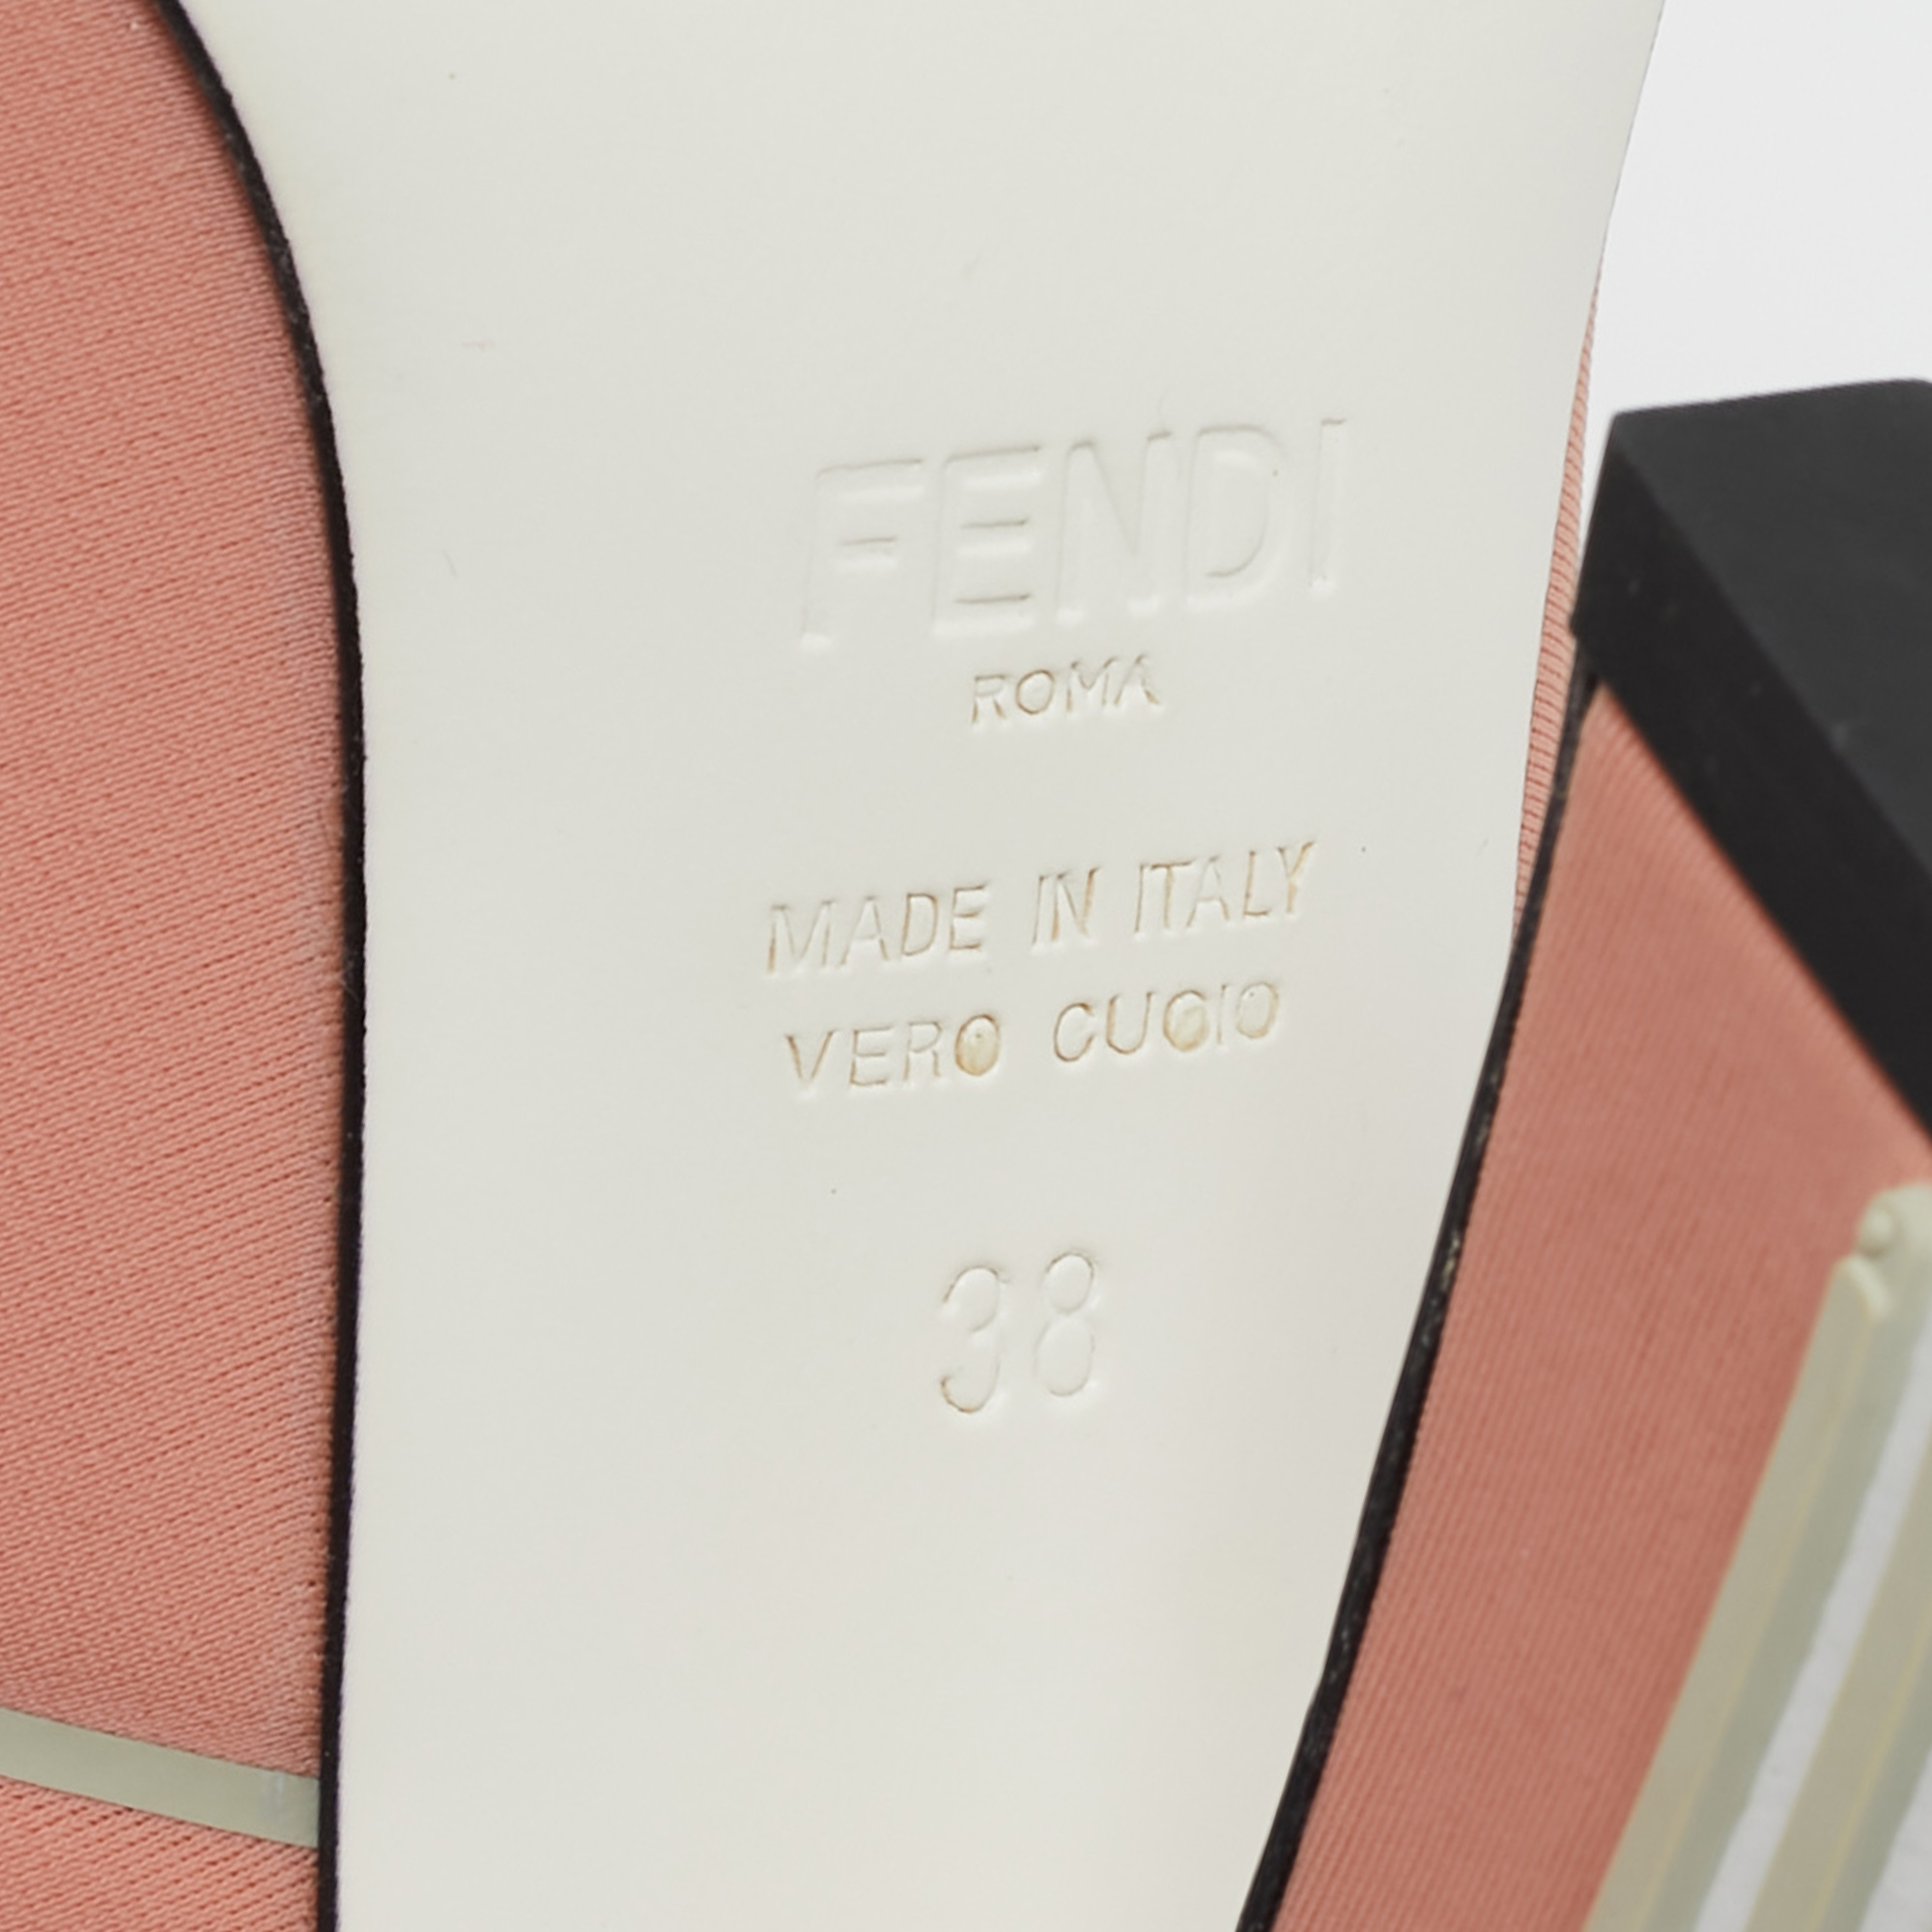 FENDI
ROMA
MADE IN ITALY
VERO CUOIO
38